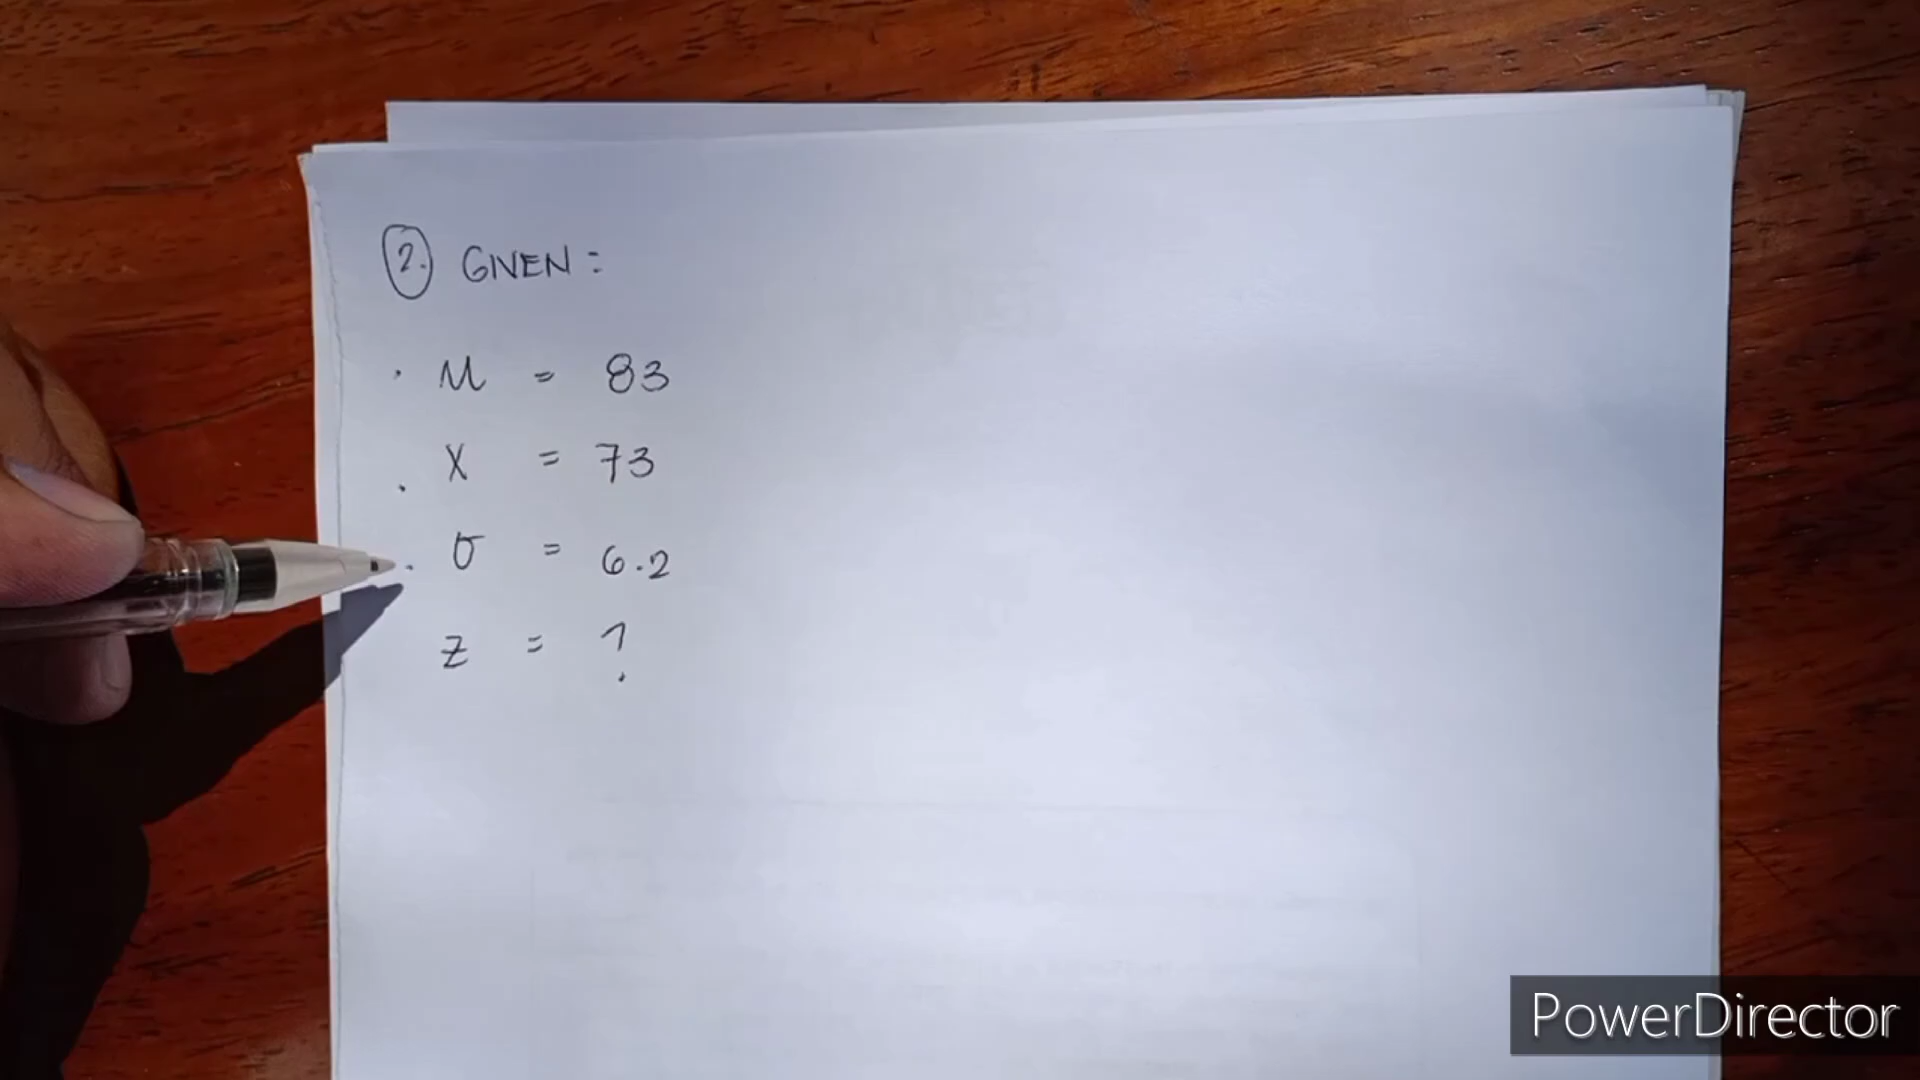 2. GIVEN:
μ = 83
X = 73
σ = 6.2
z = ?
PowerDirector